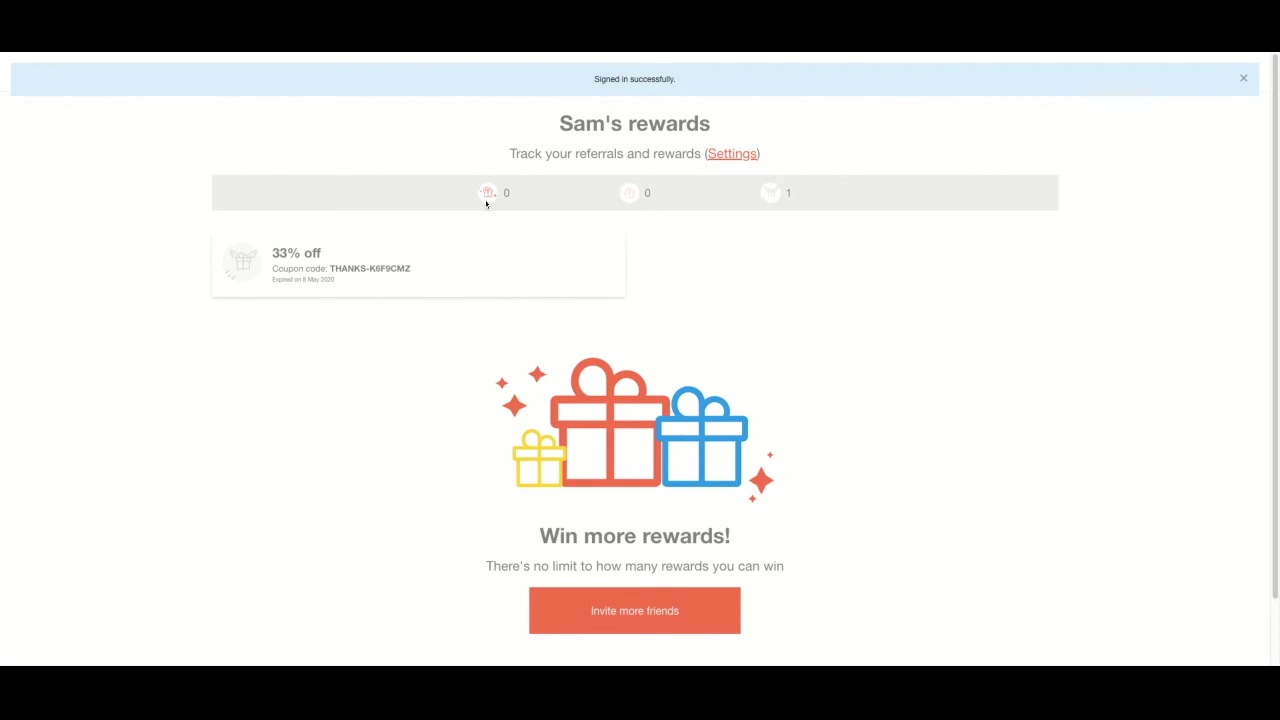 Signed in successfully.
×
Sam's rewards
Track your referrals and rewards (Settings)
0 0 1
33% off
Coupon code: THANKS-K6F9CMZ
Expired on 8 May 2020
Win more rewards!
There's no limit to how many rewards you can win
Invite more friends